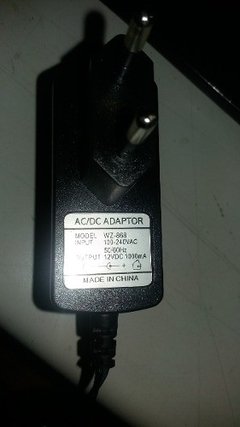 AC/DC ADAPTOR
MODEL WZ-868
INPUT 100-240VAC
50/60Hz
OUTPUT 12VDC 1000mA
- +
MADE IN CHINA